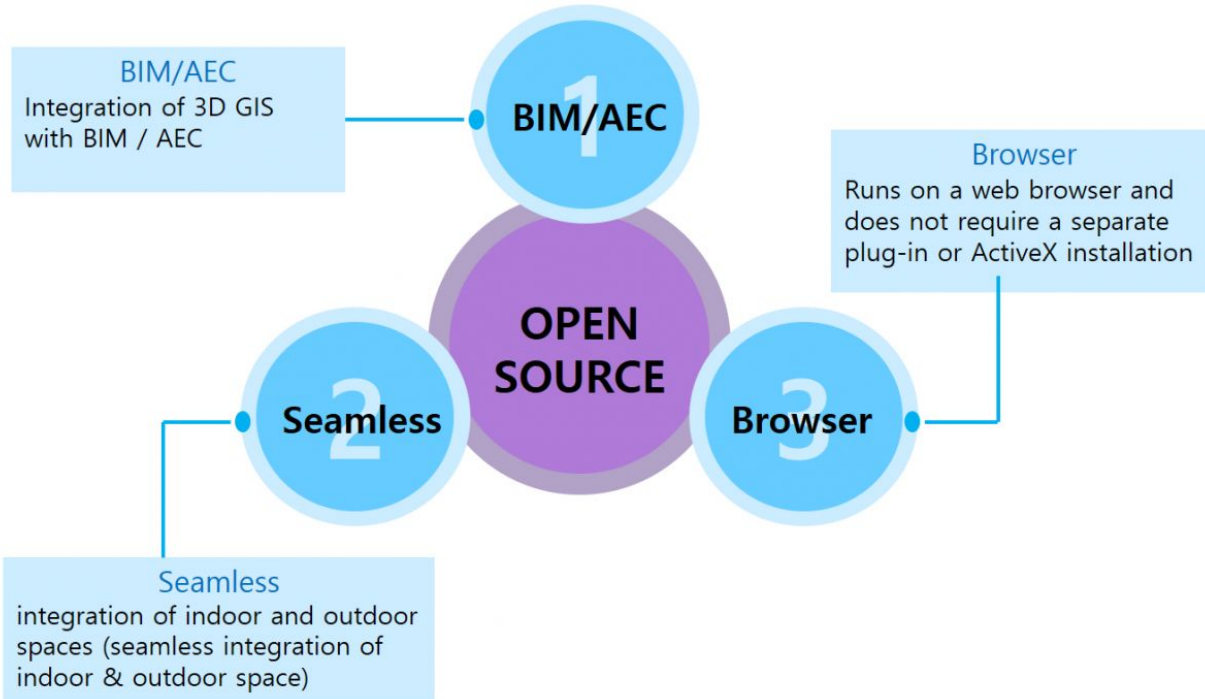 BIM/AEC
Integration of 3D GIS
with BIM / AEC
1
BIM/AEC
Browser
Runs on a web browser and
does not require a separate
plug-in or ActiveX installation
OPEN
SOURCE
2
Seamless
3
Browser
Seamless
integration of indoor and outdoor
spaces (seamless integration of
indoor & outdoor space)